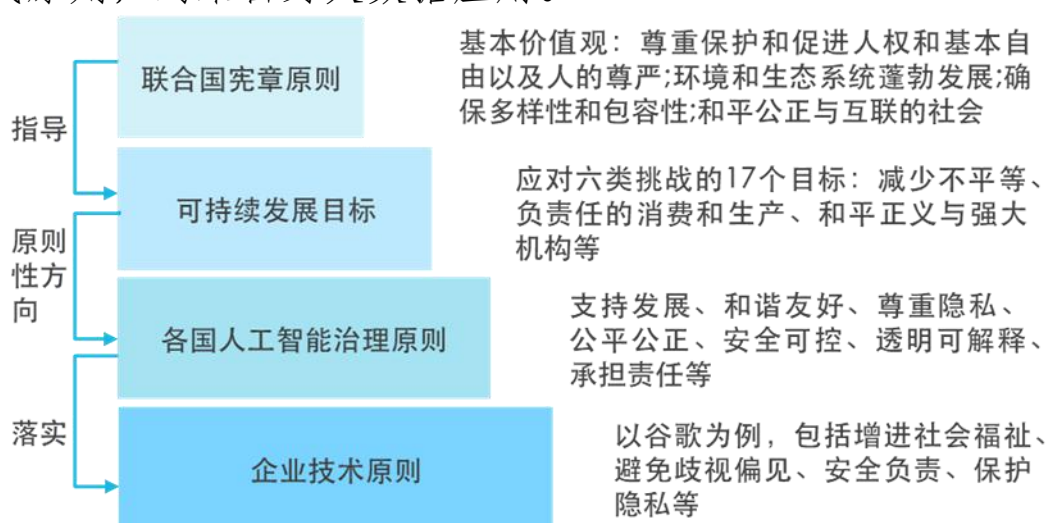 联合国宪章原则
基本价值观：尊重保护和促进人权和基本自
由以及人的尊严;环境和生态系统蓬勃发展;确
保多样性和包容性;和平公正与互联的社会
指导
可持续发展目标
应对六类挑战的17个目标：减少不平等、
负责任的消费和生产、和平正义与强大
机构等
原则
性方
向
各国人工智能治理原则
支持发展、和谐友好、尊重隐私、
公平公正、安全可控、透明可解释、
承担责任等
落实
企业技术原则
以谷歌为例，包括增进社会福祉、
避免歧视偏见、安全负责、保护
隐私等